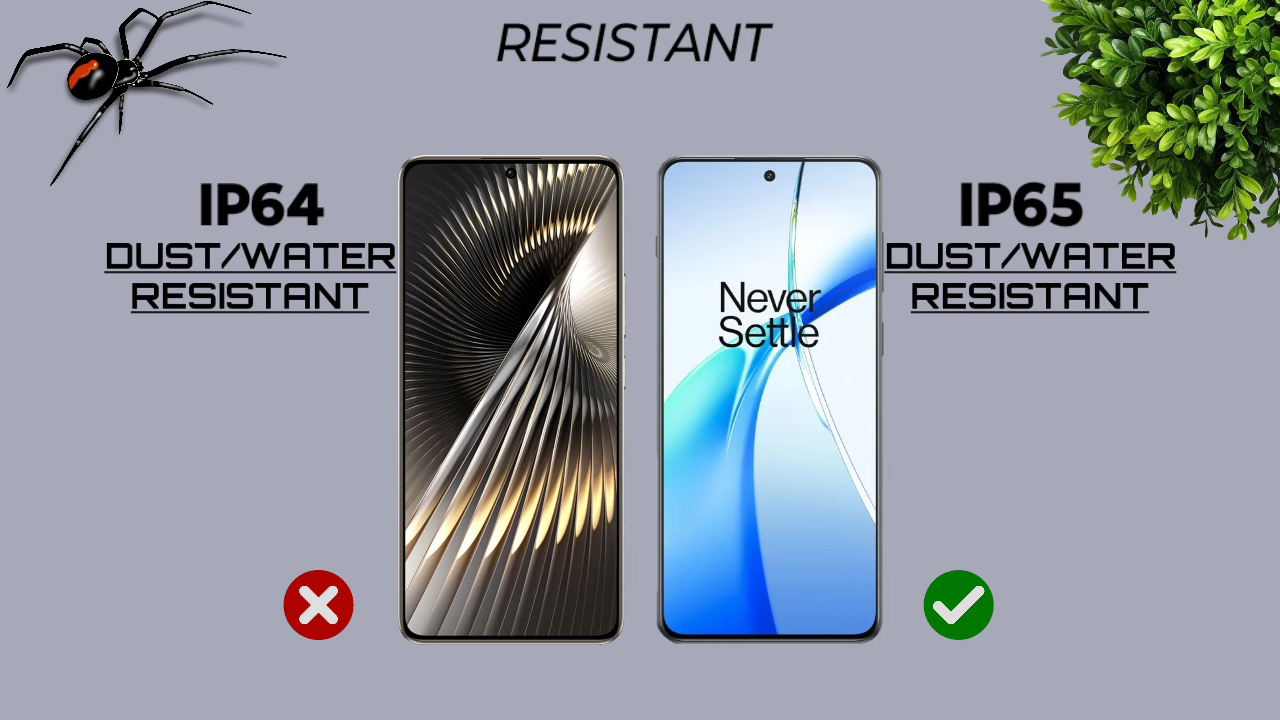 RESISTANT
IP64
DUST/WATER
RESISTANT
Never
Settle
IP65
DUST/WATER
RESISTANT